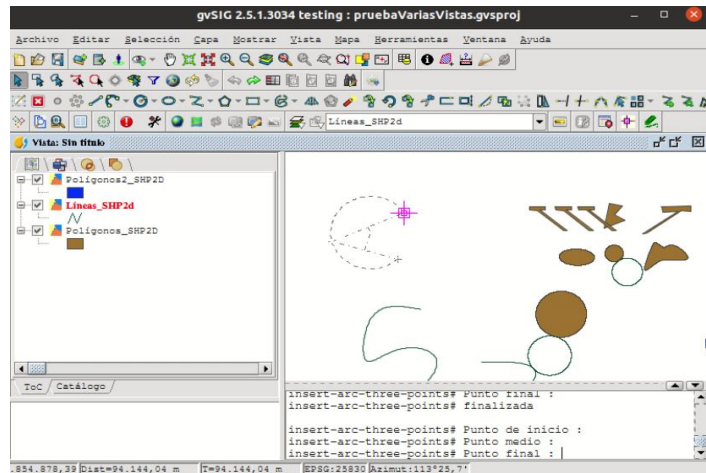 gvSIG 2.5.1.3034 testing : pruebaVariasVistas.gvsproj
Archivo Editar Selección Capa Mostrar Vista Mapa Herramientas Ventana Ayuda
Líneas_SHP2d
Vista: Sin título
Polígonos2_SHP2D
Líneas_SHP2d
Polígonos_SHP2D
ToC Catálogo
insert-arc-three-points# Punto final :
insert-arc-three-points# finalizada
insert-arc-three-points# Punto de inicio :
insert-arc-three-points# Punto medio :
insert-arc-three-points# Punto final :
.854.878,39 Dist=94.144,04 m T=94.144,04 m EPSG:25830 Azimut:113°25,7'